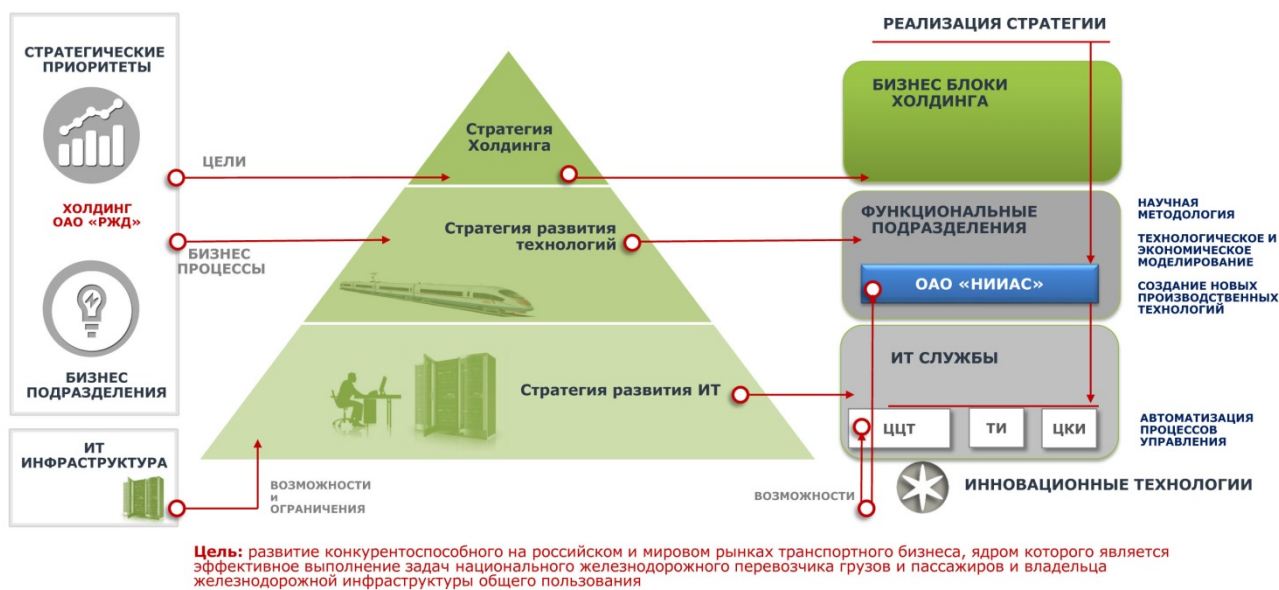 СТРАТЕГИЧЕСКИЕ
ПРИОРИТЕТЫ
ХОЛДИНГ
ОАО «РЖД»
БИЗНЕС
ПОДРАЗДЕЛЕНИЯ
ИТ
ИНФРАСТРУКТУРА
ЦЕЛИ
БИЗНЕС
ПРОЦЕССЫ
ВОЗМОЖНОСТИ
и
ОГРАНИЧЕНИЯ
Стратегия
Холдинга
Стратегия развития
технологий
Стратегия развития ИТ
РЕАЛИЗАЦИЯ СТРАТЕГИИ
БИЗНЕС БЛОКИ
ХОЛДИНГА
ФУНКЦИОНАЛЬНЫЕ
ПОДРАЗДЕЛЕНИЯ
ОАО «НИИАС»
ИТ СЛУЖБЫ
ЦЦТ
ТИ
ЦКИ
ВОЗМОЖНОСТИ
ИННОВАЦИОННЫЕ ТЕХНОЛОГИИ
НАУЧНАЯ
МЕТОДОЛОГИЯ
ТЕХНОЛОГИЧЕСКОЕ И
ЭКОНОМИЧЕСКОЕ
МОДЕЛИРОВАНИЕ
СОЗДАНИЕ НОВЫХ
ПРОИЗВОДСТВЕННЫХ
ТЕХНОЛОГИЙ
АВТОМАТИЗАЦИЯ
ПРОЦЕССОВ
УПРАВЛЕНИЯ
Цель: развитие конкурентоспособного на российском и мировом рынках транспортного бизнеса, ядром которого является
эффективное выполнение задач национального железнодорожного перевозчика грузов и пассажиров и владельца
железнодорожной инфраструктуры общего пользования